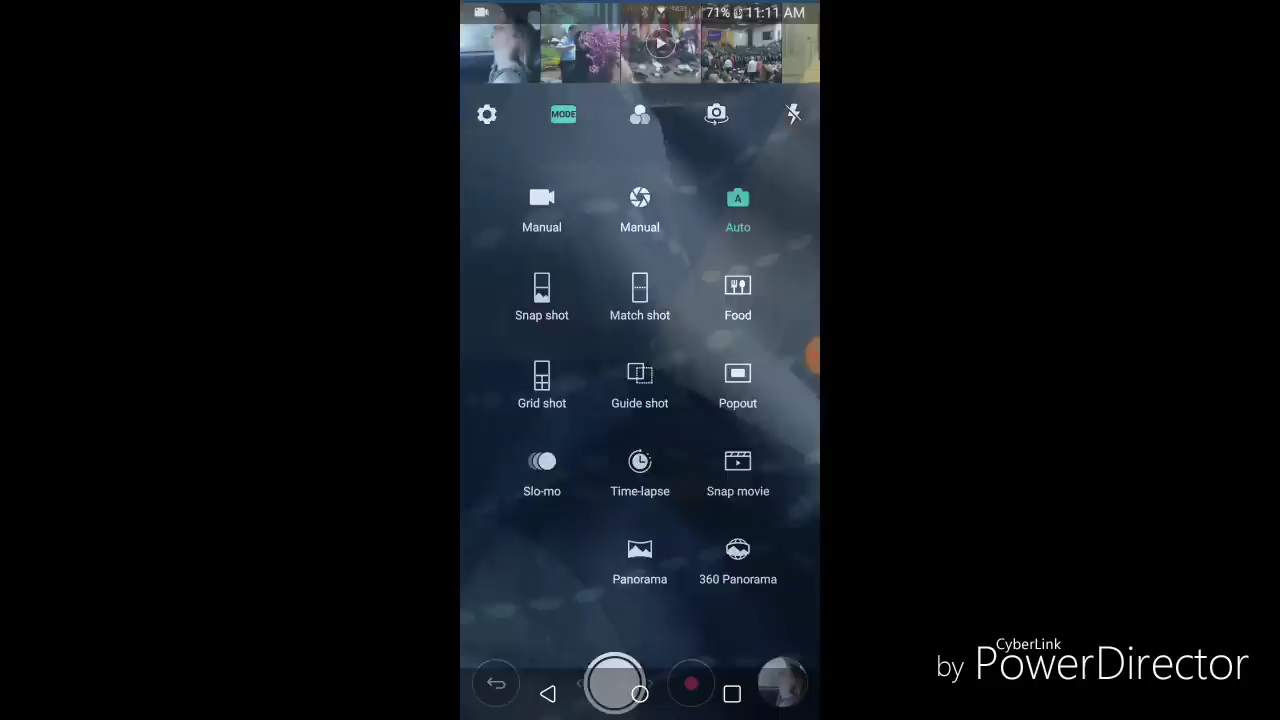 71% 11:11 AM
MODE
A
Manual Manual Auto
Snap shot Match shot Food
Grid shot Guide shot Popout
Slo-mo Time-lapse Snap movie
Panorama 360 Panorama
CyberLink
by PowerDirector